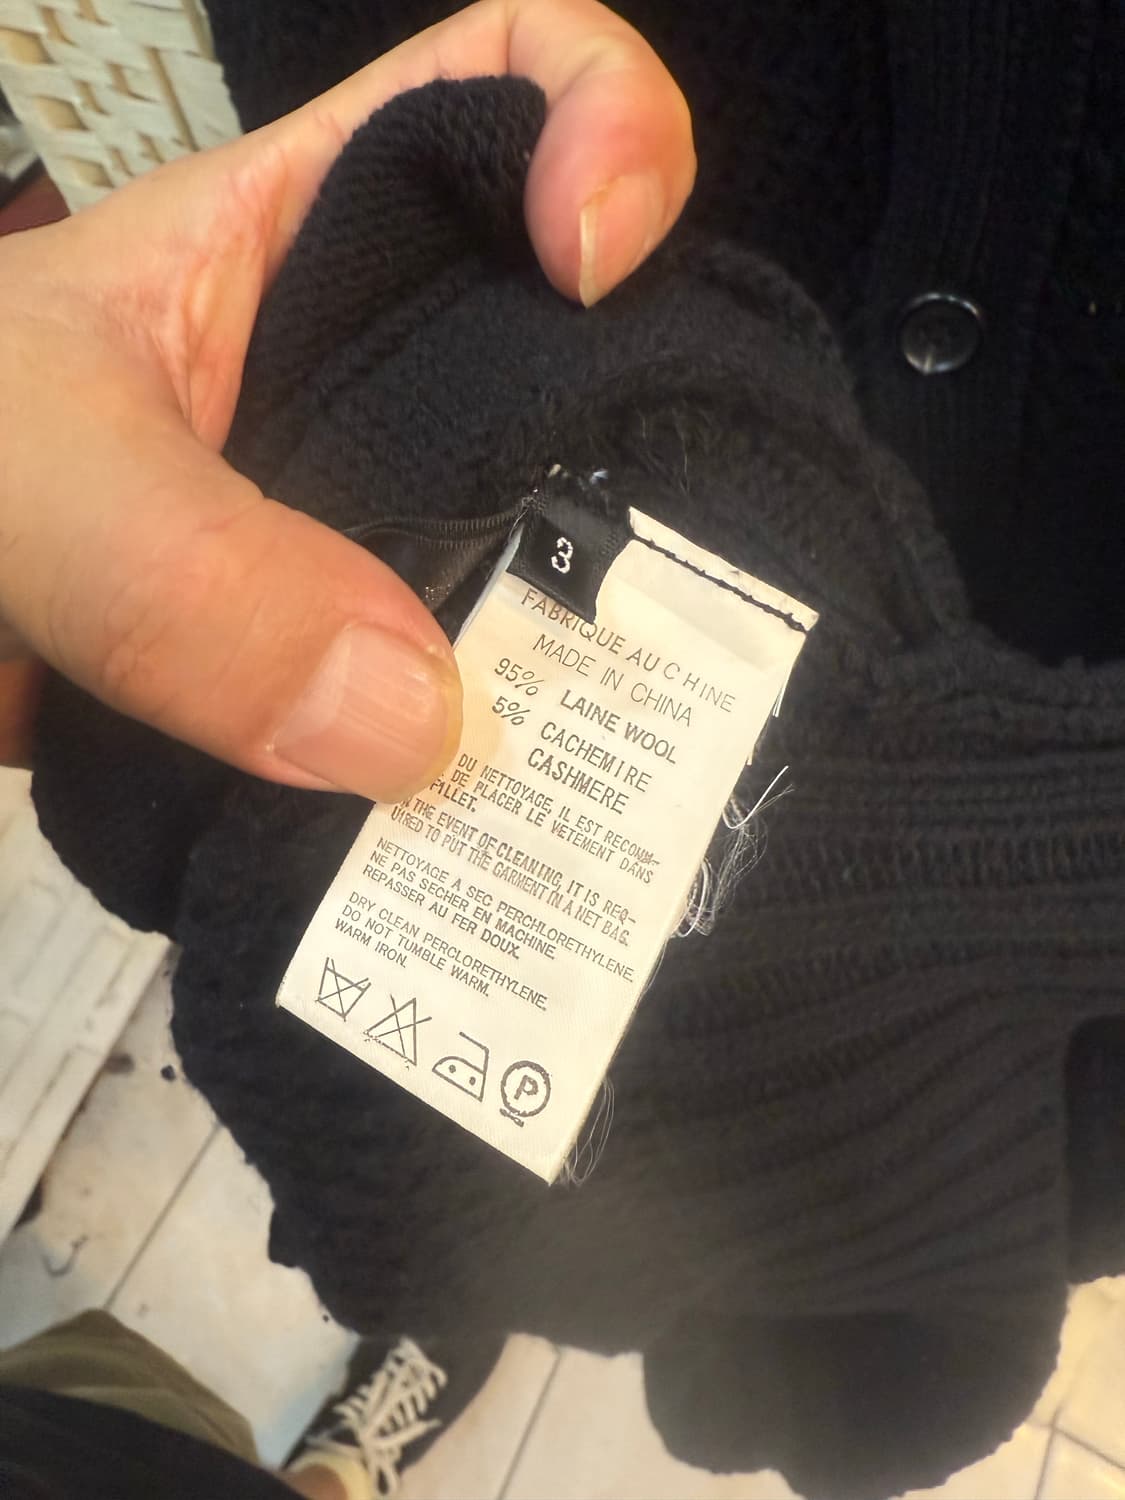 3
FABRIQUE AU CHINE
MADE IN CHINA
95% LAINE WOOL
5% CACHEMIRE
CASHMERE
DU NETTOYAGE, IL EST RECOMM-
DE PLACER LE VETEMENT DANS
FILLET.
THE EVENT OF CLEANING, IT IS REQ-
UIRED TO PUT THE GARMENT IN A NET BAG.
NETTOYAGE A SEC PERCHLORETHYLENE.
NE PAS SECHER EN MACHINE.
REPASSER AU FER DOUX.
DRY CLEAN PERCLORETHYLENE.
DO NOT TUMBLE WARM.
WARM IRON.
P